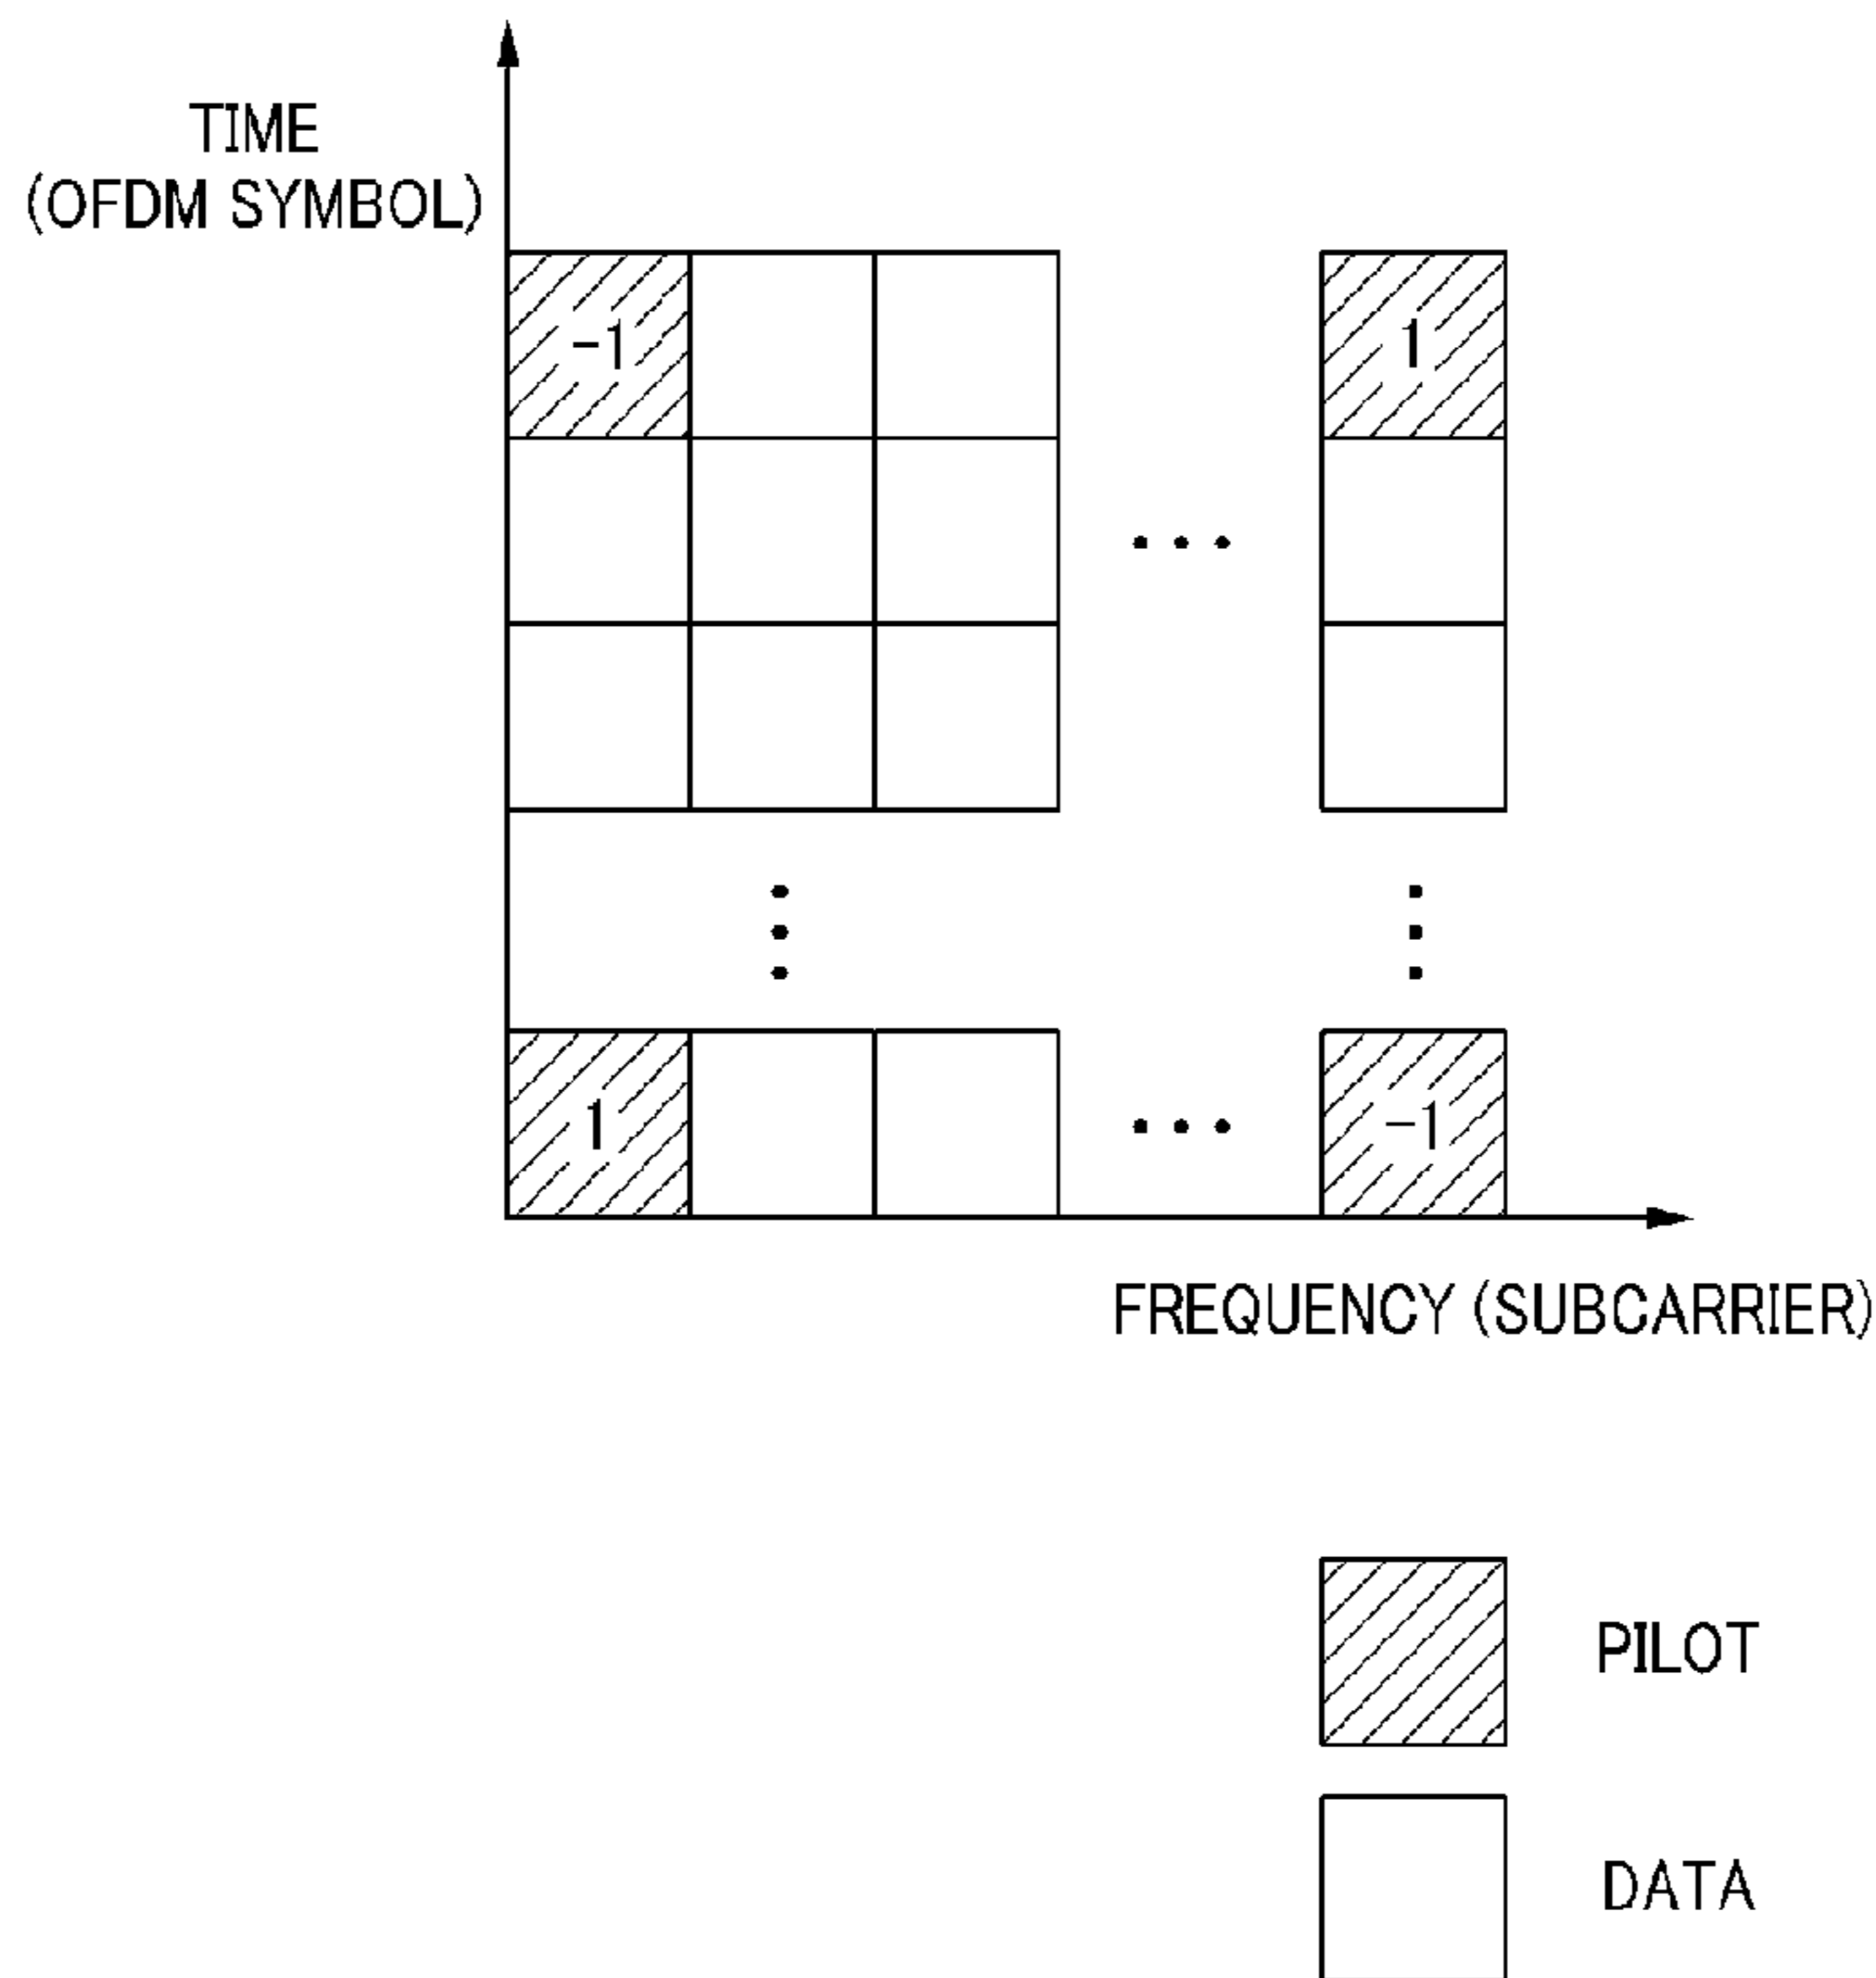 TIME
(OFDM SYMBOL)
-1
1
1
-1
FREQUENCY (SUBCARRIER)
PILOT
DATA